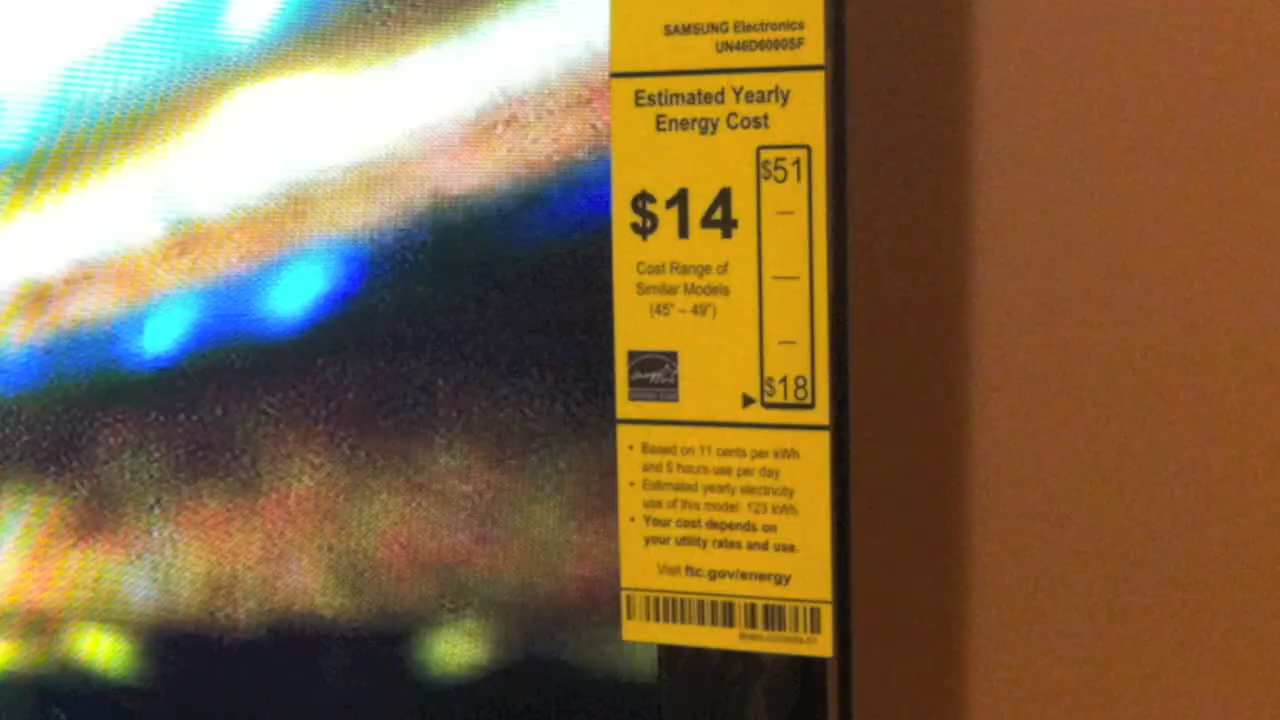 SAMSUNG Electronics
UN46D6000SF
Estimated Yearly
Energy Cost
$51
$14
Cost Range of
Similar Models
(45" – 49")
$18
• Based on 11 cents per kWh
and 5 hours use per day
• Estimated yearly electricity
use of this model: 123 kWh
• Your cost depends on
your utility rates and use.
Visit ftc.gov/energy